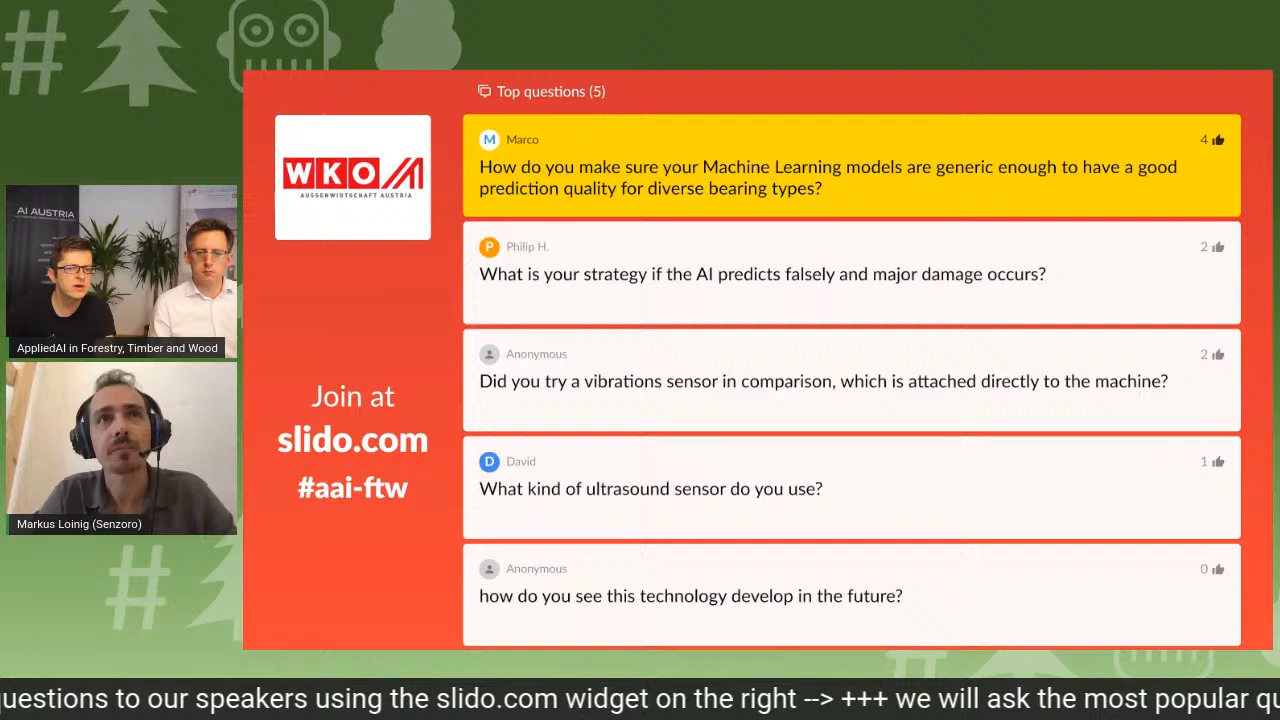 Top questions (5)
WKO
AUSSENWIRTSCHAFT AUSTRIA
M Marco 4
How do you make sure your Machine Learning models are generic enough to have a good
prediction quality for diverse bearing types?
P Philip H. 2
What is your strategy if the AI predicts falsely and major damage occurs?
Anonymous 2
Did you try a vibrations sensor in comparison, which is attached directly to the machine?
D David 1
What kind of ultrasound sensor do you use?
Anonymous 0
how do you see this technology develop in the future?
Join at
slido.com
#aai-ftw
AI AUSTRIA
AppliedAI in Forestry, Timber and Wood
Markus Loinig (Senzoro)
questions to our speakers using the slido.com widget on the right --> +++ we will ask the most popular qu